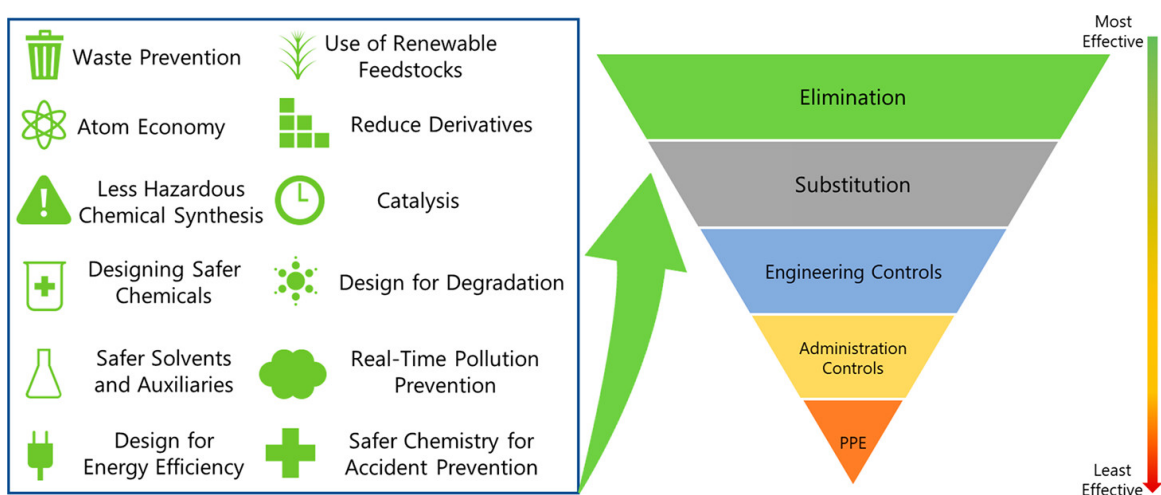 Waste Prevention
Use of Renewable
Feedstocks
Atom Economy
Reduce Derivatives
Less Hazardous
Chemical Synthesis
Catalysis
Designing Safer
Chemicals
Design for Degradation
Safer Solvents
and Auxiliaries
Real-Time Pollution
Prevention
Design for
Energy Efficiency
Safer Chemistry for
Accident Prevention
Most
Effective
Elimination
Substitution
Engineering Controls
Administration
Controls
PPE
Least
Effective